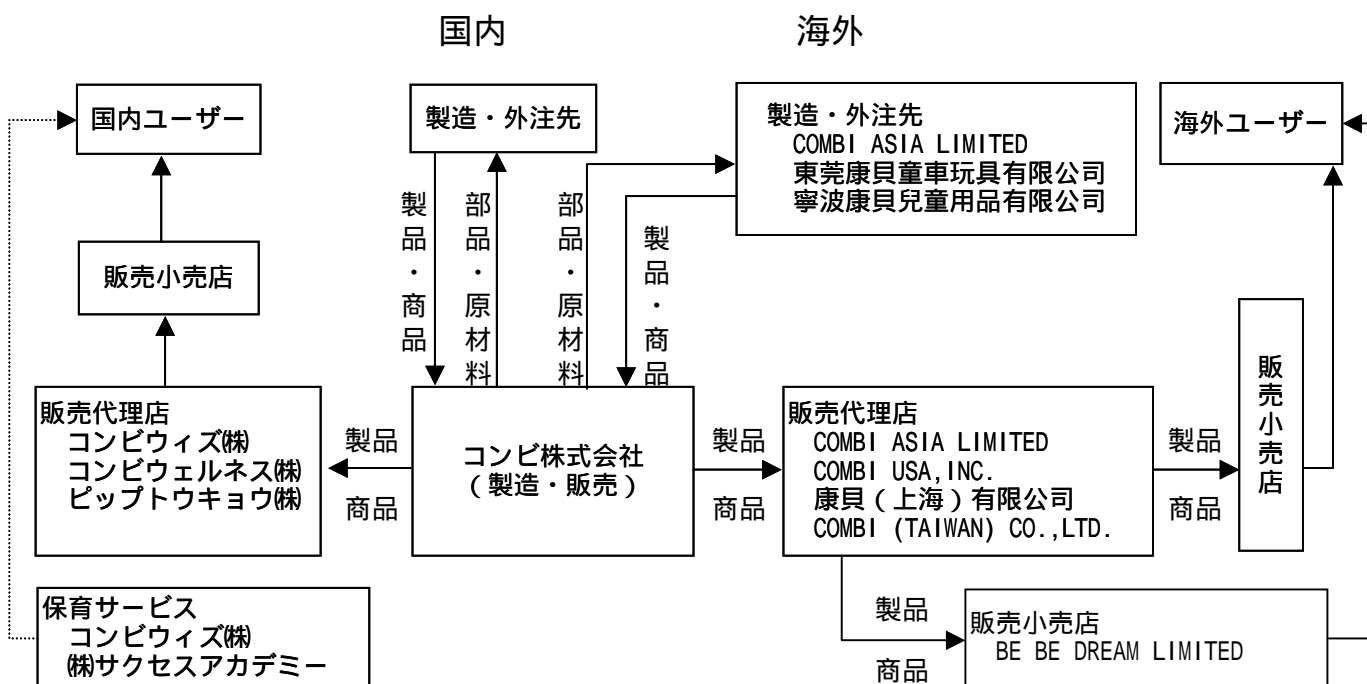 国内
海外
国内ユーザー
製造・外注先
製造・外注先
COMBI ASIA LIMITED
東莞康貝童車玩具有限公司
寧波康貝兒童用品有限公司
海外ユーザー
製品・商品
部品・原材料
部品・原材料
製品・商品
販売小売店
販売代理店
コンビウィズ㈱
コンビウェルネス㈱
ピップトウキョウ㈱
製品
商品
コンビ株式会社
（製造・販売）
製品
商品
販売代理店
COMBI ASIA LIMITED
COMBI USA,INC.
康貝（上海）有限公司
COMBI (TAIWAN) CO.,LTD.
製品
商品
販売小売店
保育サービス
コンビウィズ㈱
㈱サクセスアカデミー
製品
商品
販売小売店
BE BE DREAM LIMITED